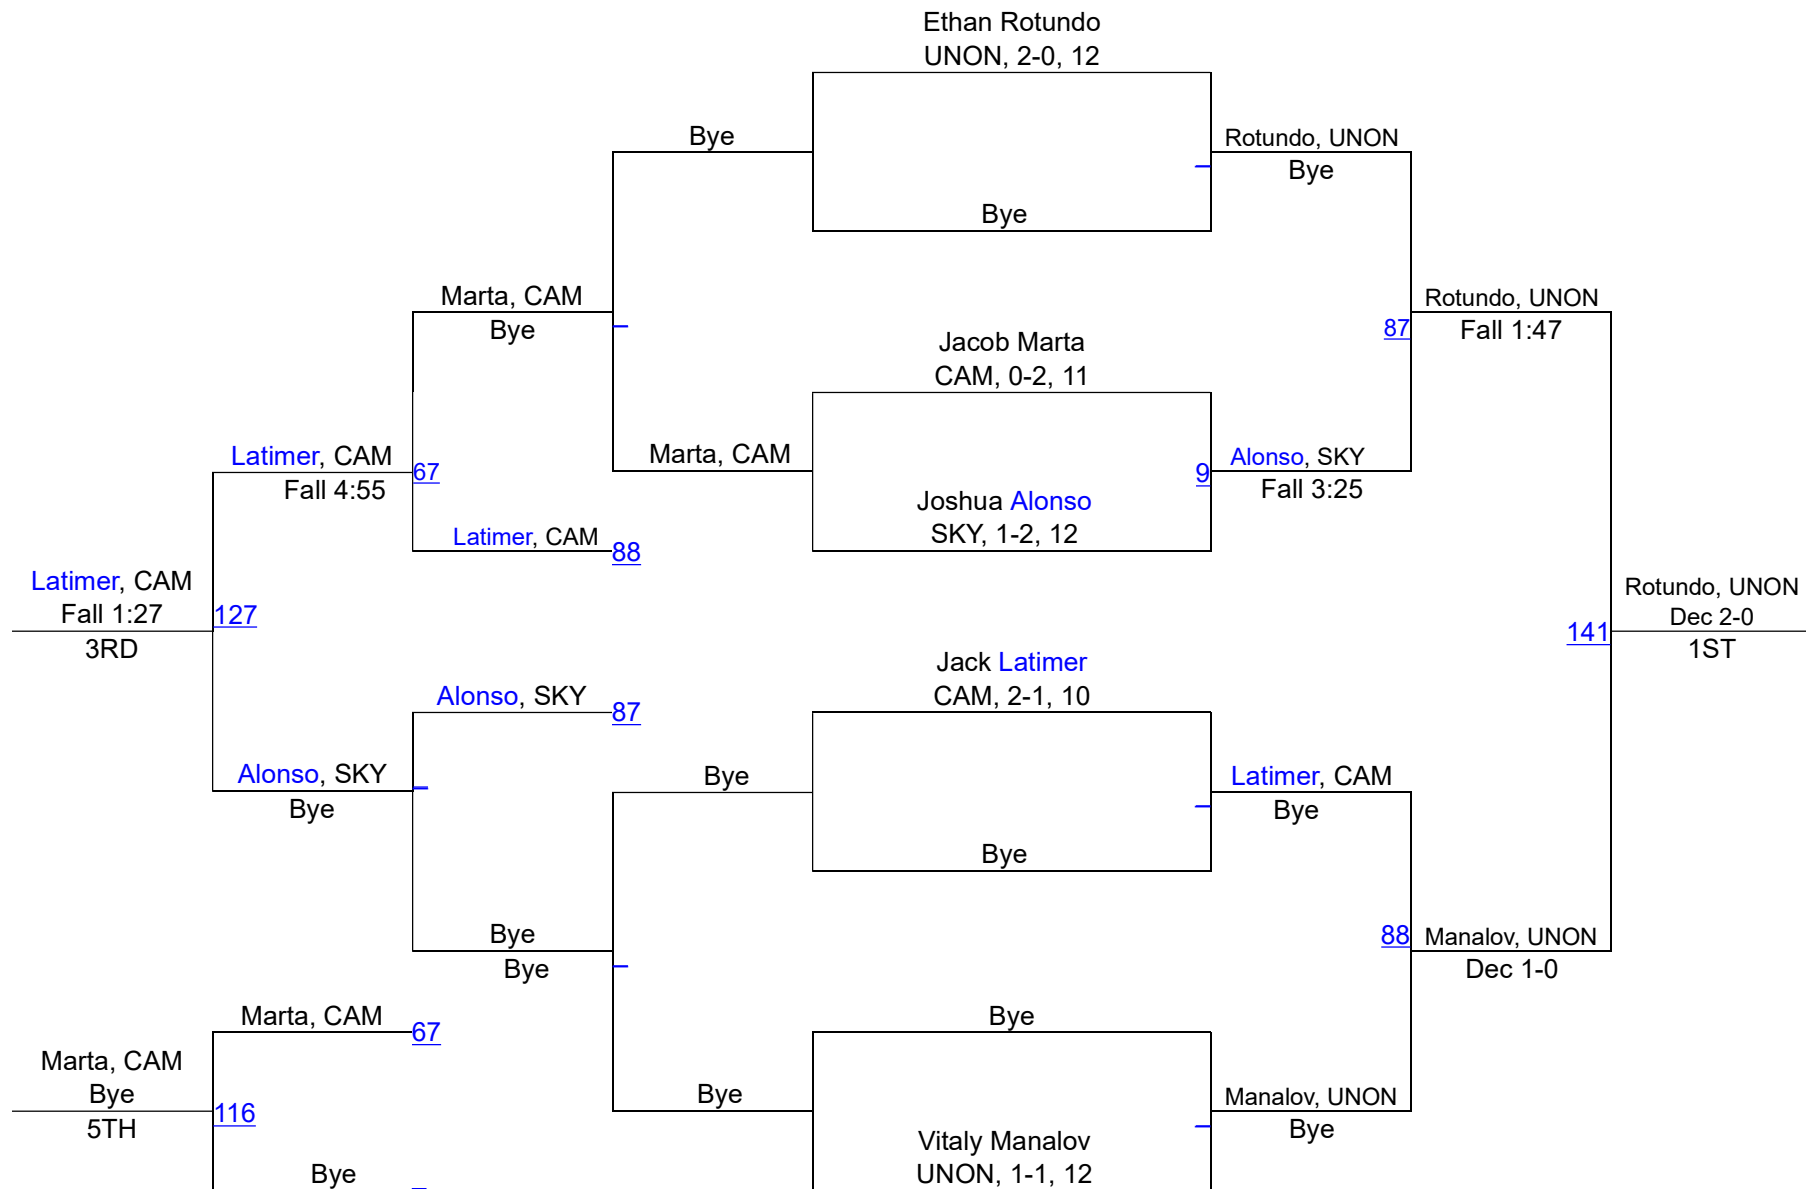 Ethan Rotundo
UNON, 2-0, 12
Bye
Rotundo, UNON
Bye
Bye
Marta, CAM
Bye
Rotundo, UNON
87
Fall 1:47
Jacob Marta
CAM, 0-2, 11
Latimer, CAM
67
Fall 4:55
Marta, CAM
9
Alonso, SKY
Fall 3:25
Joshua Alonso
SKY, 1-2, 12
Latimer, CAM
88
Latimer, CAM
Fall 1:27
127
3RD
Rotundo, UNON
Dec 2-0
141
1ST
Jack Latimer
CAM, 2-1, 10
Alonso, SKY
87
Alonso, SKY
Bye
Bye
Latimer, CAM
Bye
Bye
Bye
Bye
88
Manalov, UNON
Dec 1-0
Marta, CAM
67
Bye
Marta, CAM
Bye
116
5TH
Bye
Manalov, UNON
Bye
Vitaly Manalov
UNON, 1-1, 12
Bye